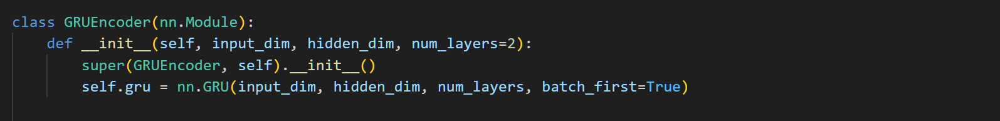 class GRUEncoder(nn.Module):
    def __init__(self, input_dim, hidden_dim, num_layers=2):
        super(GRUEncoder, self).__init__()
        self.gru = nn.GRU(input_dim, hidden_dim, num_layers, batch_first=True)